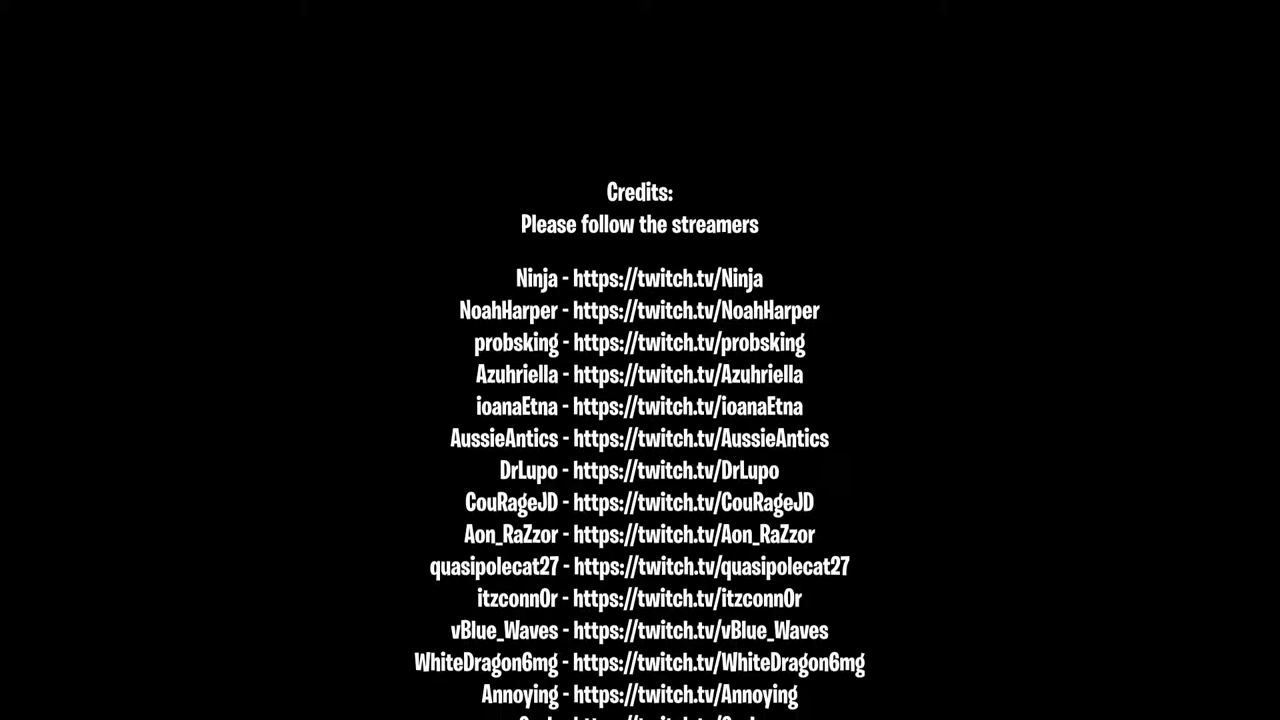 Credits:
Please follow the streamers
Ninja - https://twitch.tv/Ninja
NoahHarper - https://twitch.tv/NoahHarper
probsking - https://twitch.tv/probsking
Azuhriella - https://twitch.tv/Azuhriella
ioanaEtna - https://twitch.tv/ioanaEtna
AussieAntics - https://twitch.tv/AussieAntics
DrLupo - https://twitch.tv/DrLupo
CouRageJD - https://twitch.tv/CouRageJD
Aon_RaZzor - https://twitch.tv/Aon_RaZzor
quasipolecat27 - https://twitch.tv/quasipolecat27
itzconn0r - https://twitch.tv/itzconn0r
vBlue_Waves - https://twitch.tv/vBlue_Waves
WhiteDragon6mg - https://twitch.tv/WhiteDragon6mg
Annoying - https://twitch.tv/Annoying